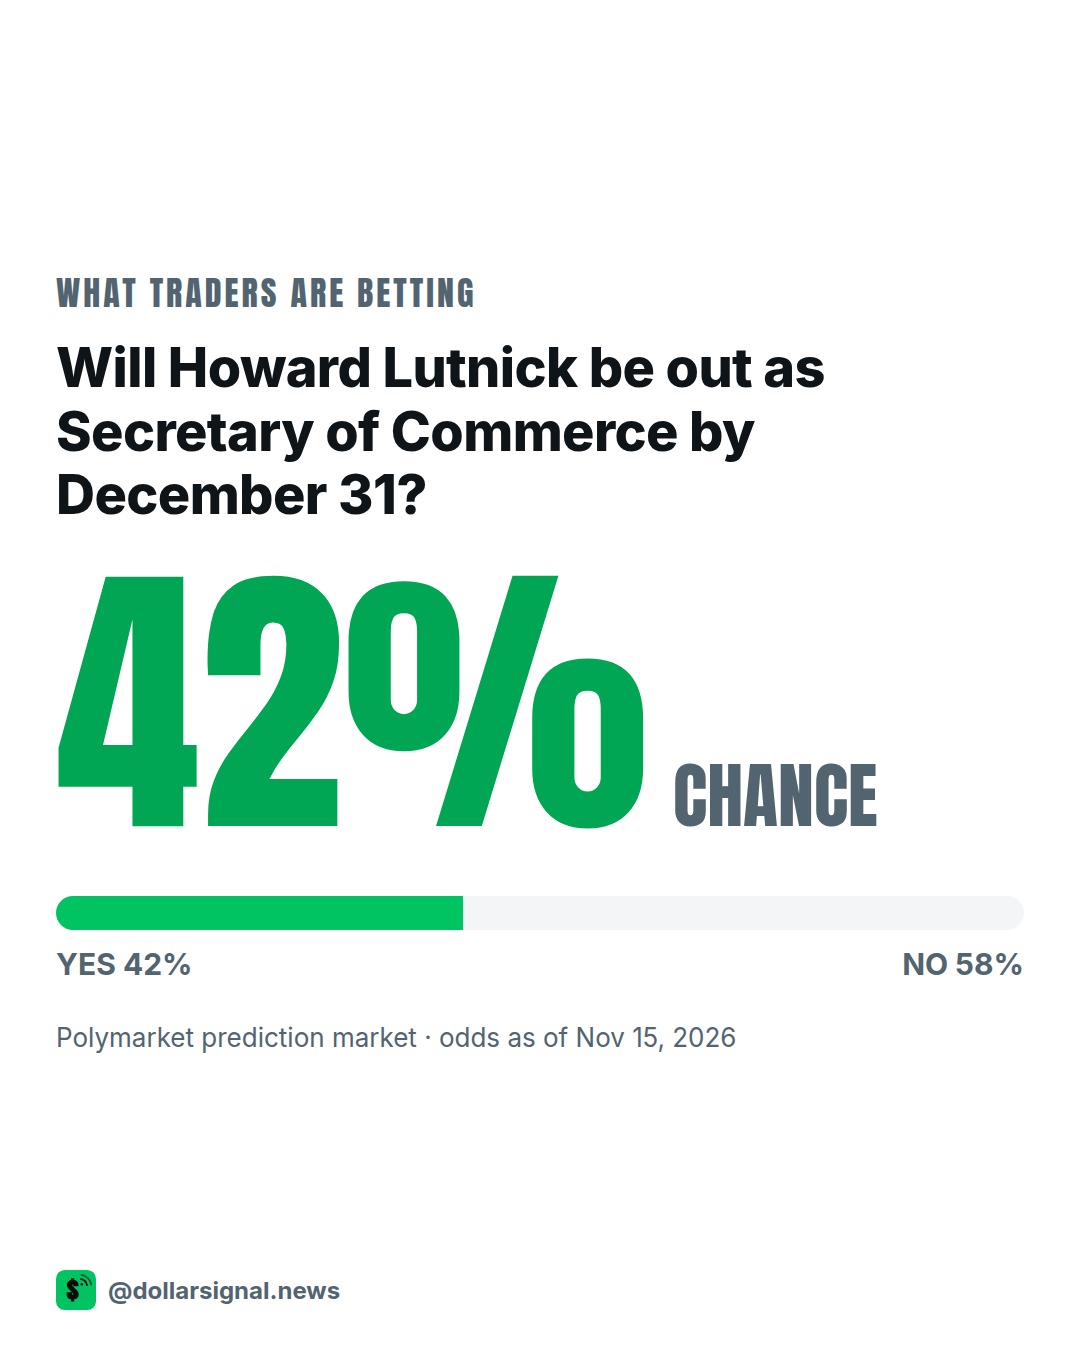 WHAT TRADERS ARE BETTING
Will Howard Lutnick be out as
Secretary of Commerce by
December 31?
42% CHANCE
YES 42% NO 58%
Polymarket prediction market · odds as of Nov 15, 2026
$ @dollarsignal.news